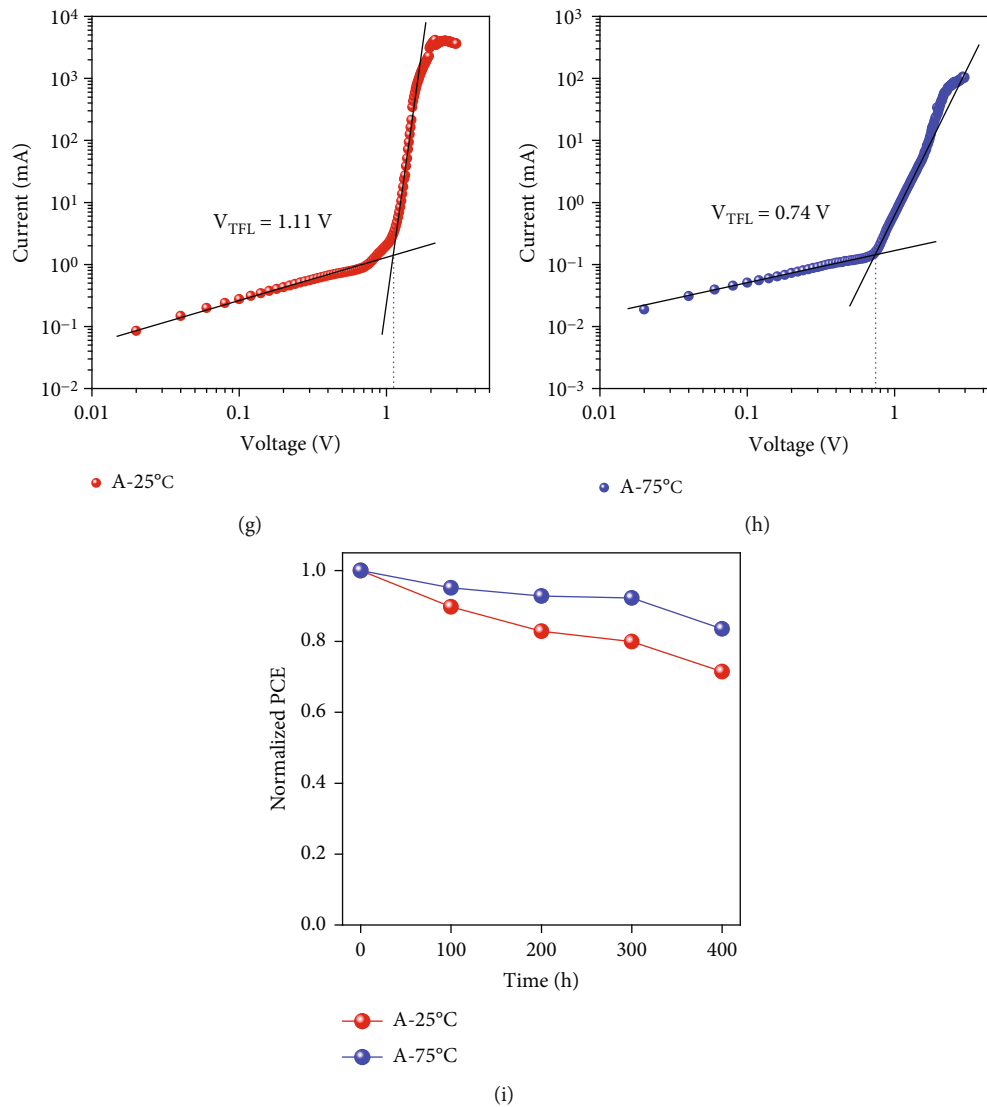 10⁴
10³
10²
10¹
10⁰
10⁻¹
10⁻²
Current (mA)
V_TFL = 1.11 V
0.01
0.1
1
Voltage (V)
A-25°C
(g)
10³
10²
10¹
10⁰
10⁻¹
10⁻²
10⁻³
Current (mA)
V_TFL = 0.74 V
0.01
0.1
1
Voltage (V)
A-75°C
(h)
1.0
0.8
0.6
0.4
0.2
0.0
Normalized PCE
0 100 200 300 400
Time (h)
A-25°C
A-75°C
(i)